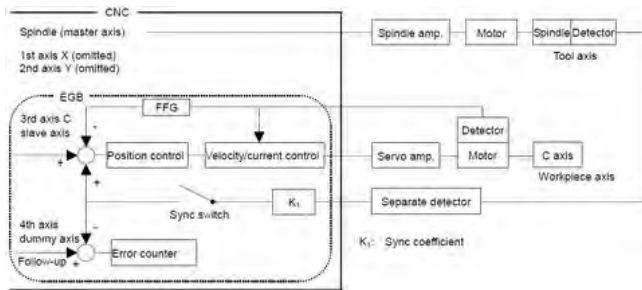 CNC
Spindle (master axis)
Spindle amp.
Motor
Spindle
Detector
Tool axis
1st axis X (omitted)
2nd axis Y (omitted)
EGB
FFG
3rd axis C
slave axis
-
+
+
Position control
Velocity/current control
Servo amp.
Detector
Motor
C axis
Workpiece axis
Sync switch
K₁
Separate detector
K₁: Sync coefficient
4th axis
dummy axis
-
Follow-up
+
Error counter